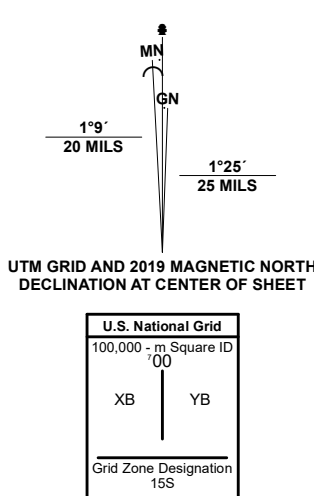 MN
GN
1°9´
20 MILS
1°25´
25 MILS
UTM GRID AND 2019 MAGNETIC NORTH
DECLINATION AT CENTER OF SHEET
U.S. National Grid
100,000 - m Square ID
⁷00
XB YB
Grid Zone Designation
15S